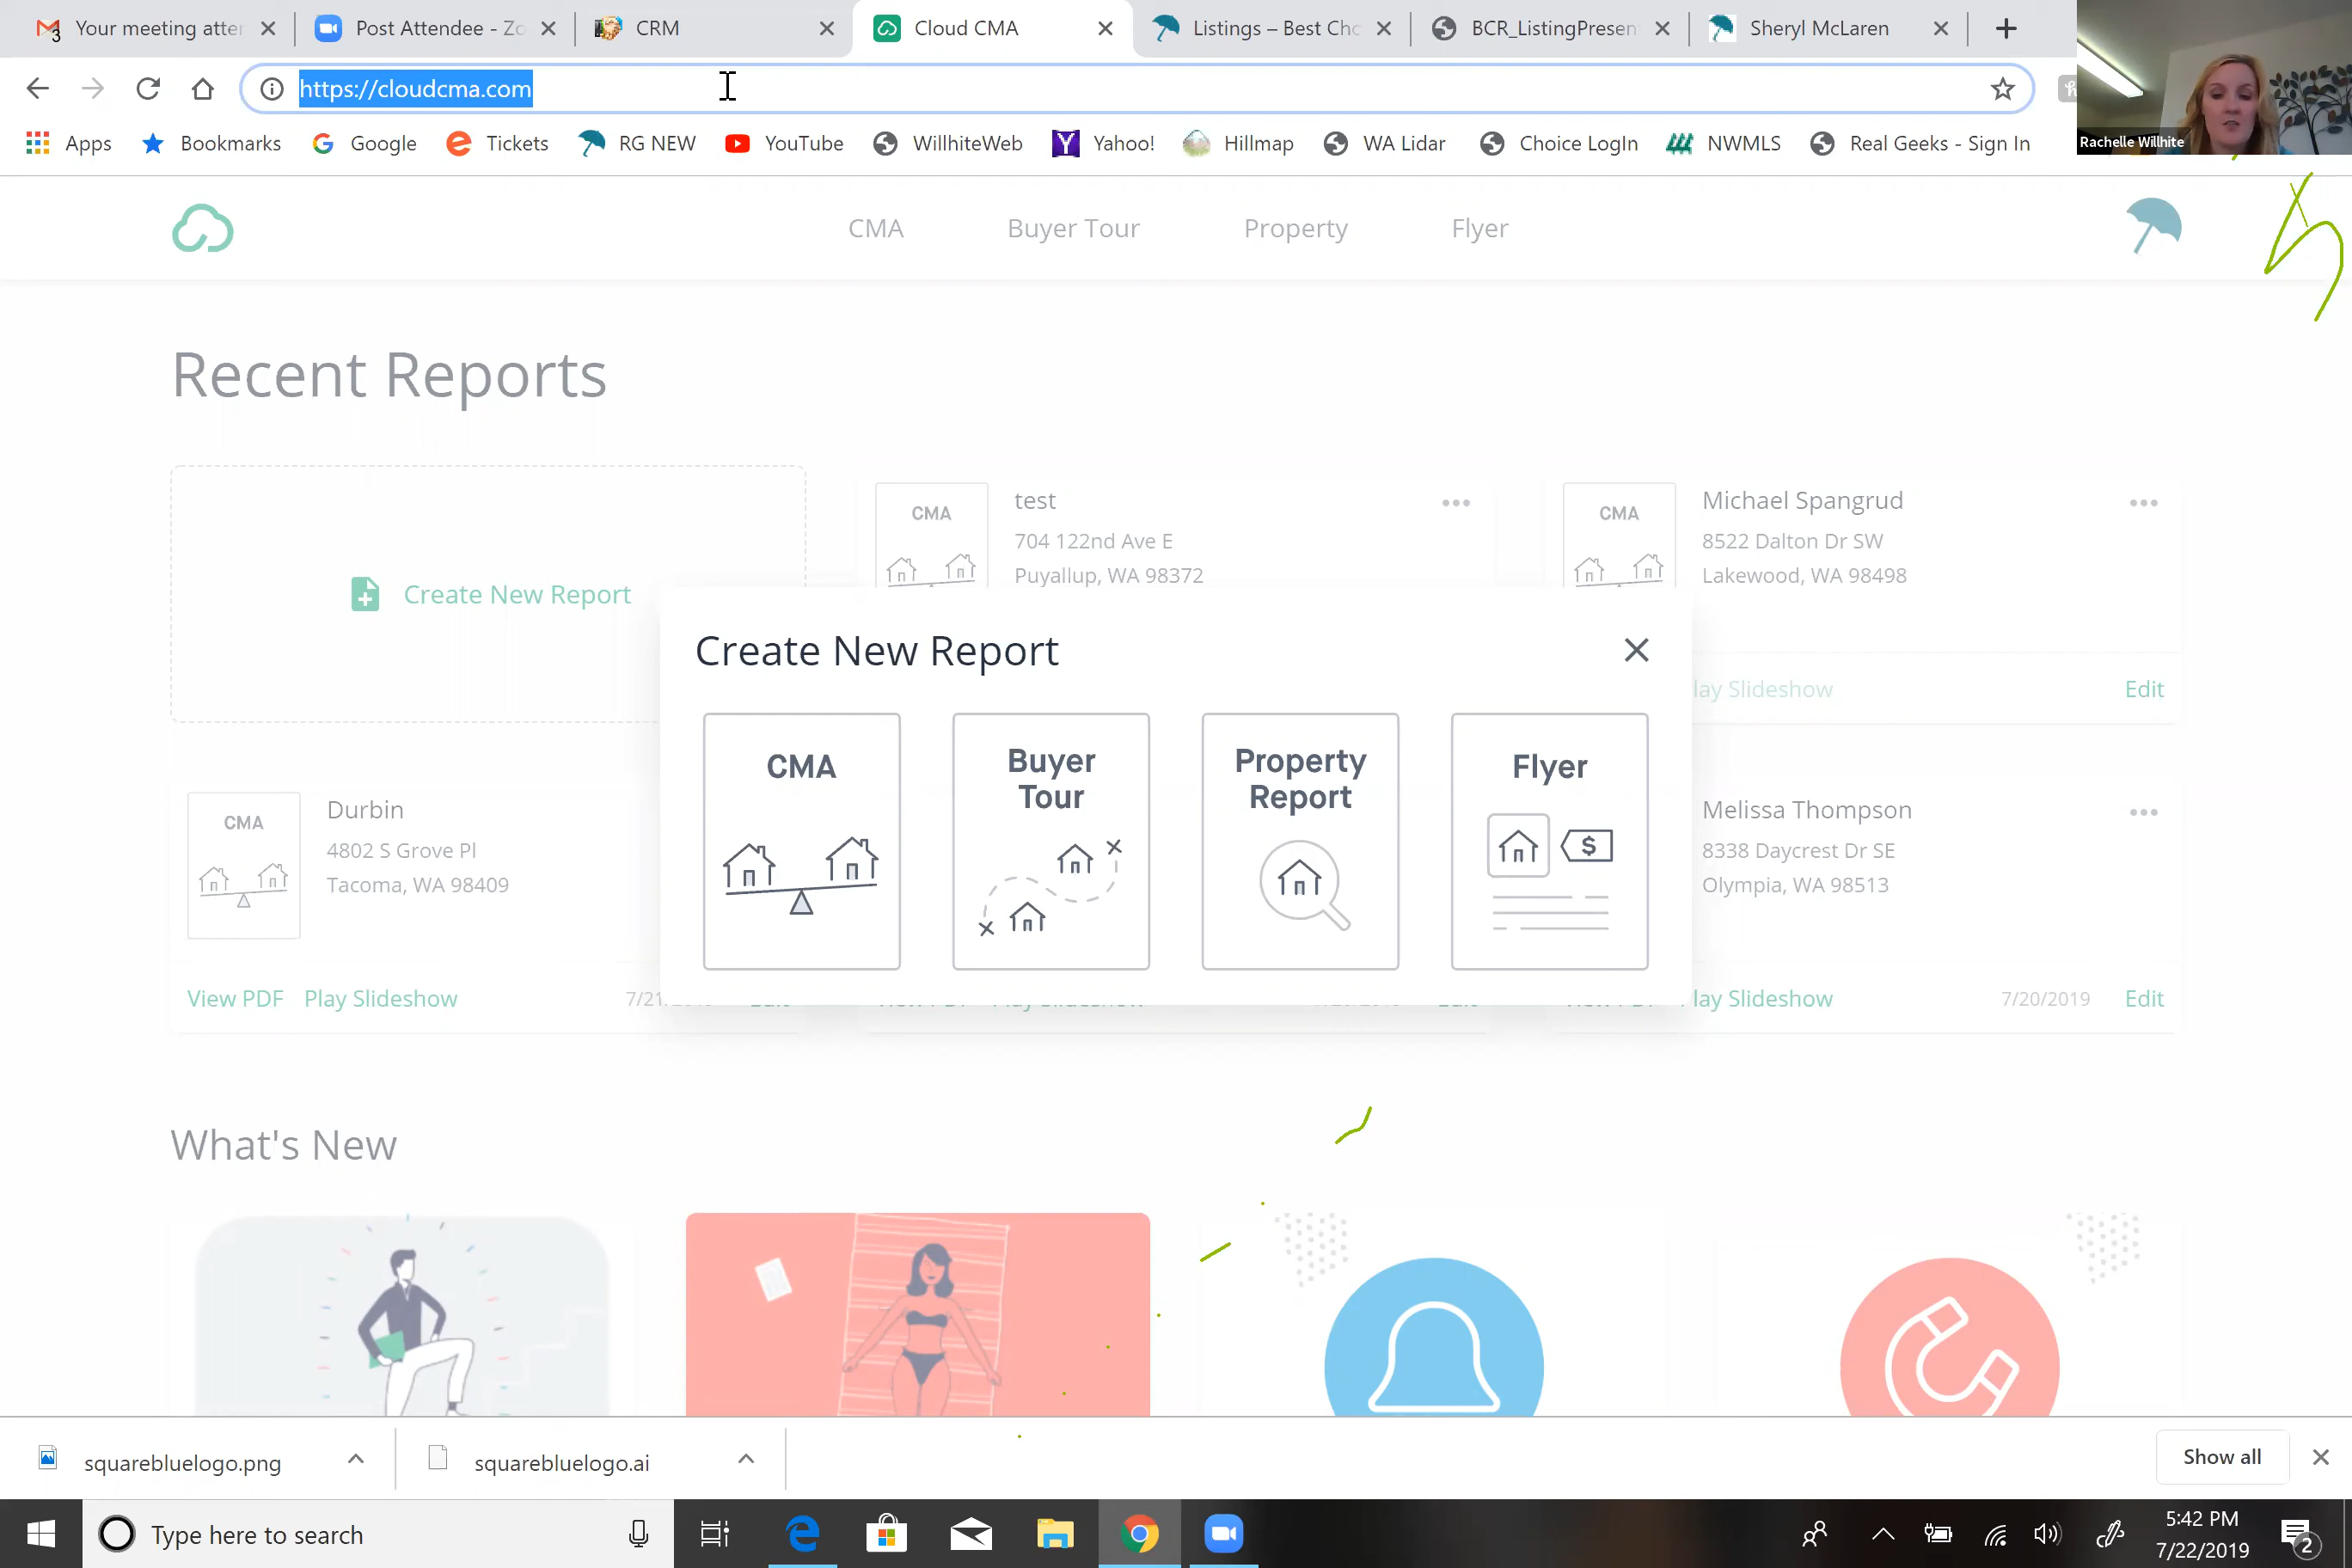 Your meeting atter
Post Attendee - Zo
CRM
Cloud CMA
Listings – Best Cho
BCR_ListingPresen
Sheryl McLaren
https://cloudcma.com
Apps
Bookmarks
Google
Tickets
RG NEW
YouTube
WillhiteWeb
Yahoo!
Hillmap
WA Lidar
Choice LogIn
NWMLS
Real Geeks - Sign In
Rachelle Willhite
CMA
Buyer Tour
Property
Flyer
Recent Reports
Create New Report
CMA
test
704 122nd Ave E
Puyallup, WA 98372
CMA
Michael Spangrud
8522 Dalton Dr SW
Lakewood, WA 98498
lay Slideshow
Edit
Create New Report
CMA
Buyer
Tour
Property
Report
Flyer
$
CMA
Durbin
4802 S Grove Pl
Tacoma, WA 98409
View PDF
Play Slideshow
Melissa Thompson
8338 Daycrest Dr SE
Olympia, WA 98513
lay Slideshow
7/20/2019
Edit
What's New
squarebluelogo.png
squarebluelogo.ai
Show all
Type here to search
5:42 PM
7/22/2019
2